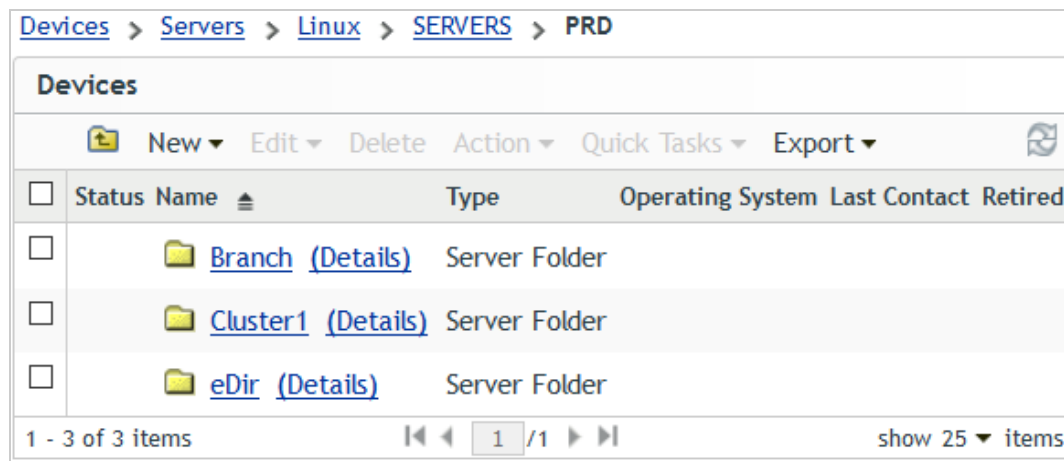 Devices > Servers > Linux > SERVERS > PRD
Devices
New Edit Delete Action Quick Tasks Export
Status Name Type Operating System Last Contact Retired
Branch (Details) Server Folder
Cluster1 (Details) Server Folder
eDir (Details) Server Folder
1 - 3 of 3 items 1 /1 show 25 items